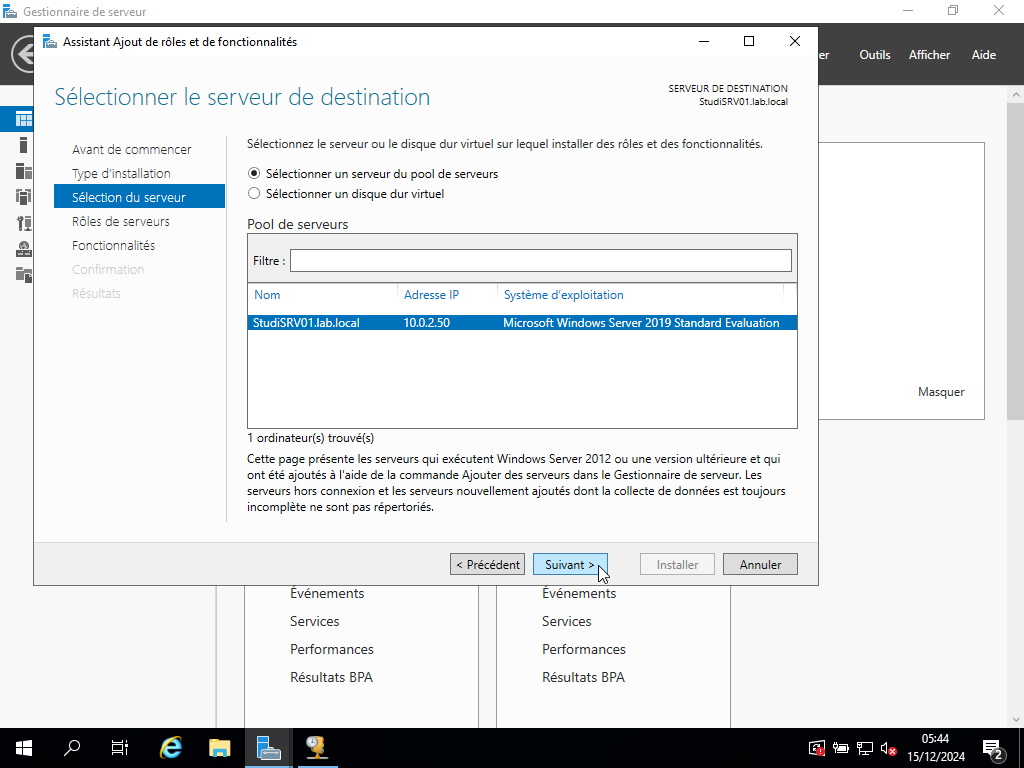 Gestionnaire de serveur
Assistant Ajout de rôles et de fonctionnalités
Outils
Afficher
Aide
Sélectionner le serveur de destination
SERVEUR DE DESTINATION
StudiSRV01.lab.local
Avant de commencer
Type d'installation
Sélection du serveur
Rôles de serveurs
Fonctionnalités
Confirmation
Résultats
Sélectionnez le serveur ou le disque dur virtuel sur lequel installer des rôles et des fonctionnalités.
Sélectionner un serveur du pool de serveurs
Sélectionner un disque dur virtuel
Pool de serveurs
Filtre :
Nom Adresse IP Système d'exploitation
StudiSRV01.lab.local 10.0.2.50 Microsoft Windows Server 2019 Standard Evaluation
1 ordinateur(s) trouvé(s)
Cette page présente les serveurs qui exécutent Windows Server 2012 ou une version ultérieure et qui
ont été ajoutés à l'aide de la commande Ajouter des serveurs dans le Gestionnaire de serveur. Les
serveurs hors connexion et les serveurs nouvellement ajoutés dont la collecte de données est toujours
incomplète ne sont pas répertoriés.
Masquer
< Précédent
Suivant >
Installer
Annuler
Événements
Services
Performances
Résultats BPA
Événements
Services
Performances
Résultats BPA
05:44
15/12/2024
2